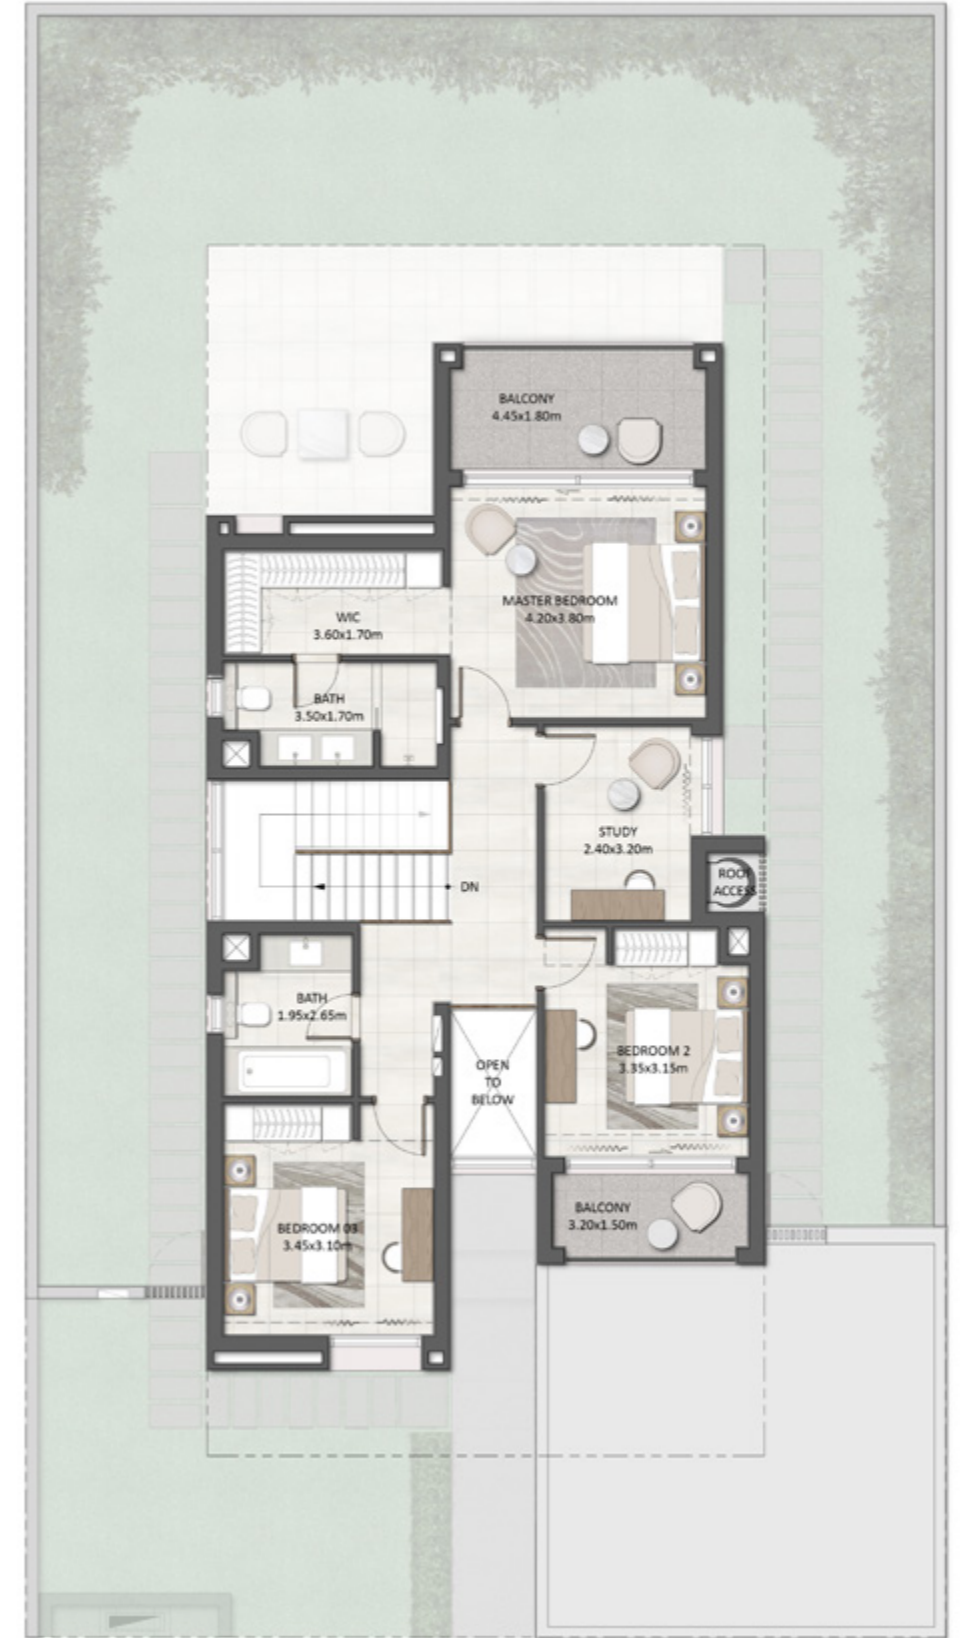 BALCONY
4.45x1.80m
MASTER BEDROOM
4.20x3.80m
WIC
3.60x1.70m
BATH
3.50x1.70m
STUDY
2.40x3.20m
ROOF
ACCESS
DN
BATH
1.95x2.65m
OPEN
TO
BELOW
BEDROOM 2
3.35x3.15m
BALCONY
3.20x1.50m
BEDROOM 03
3.45x3.10m